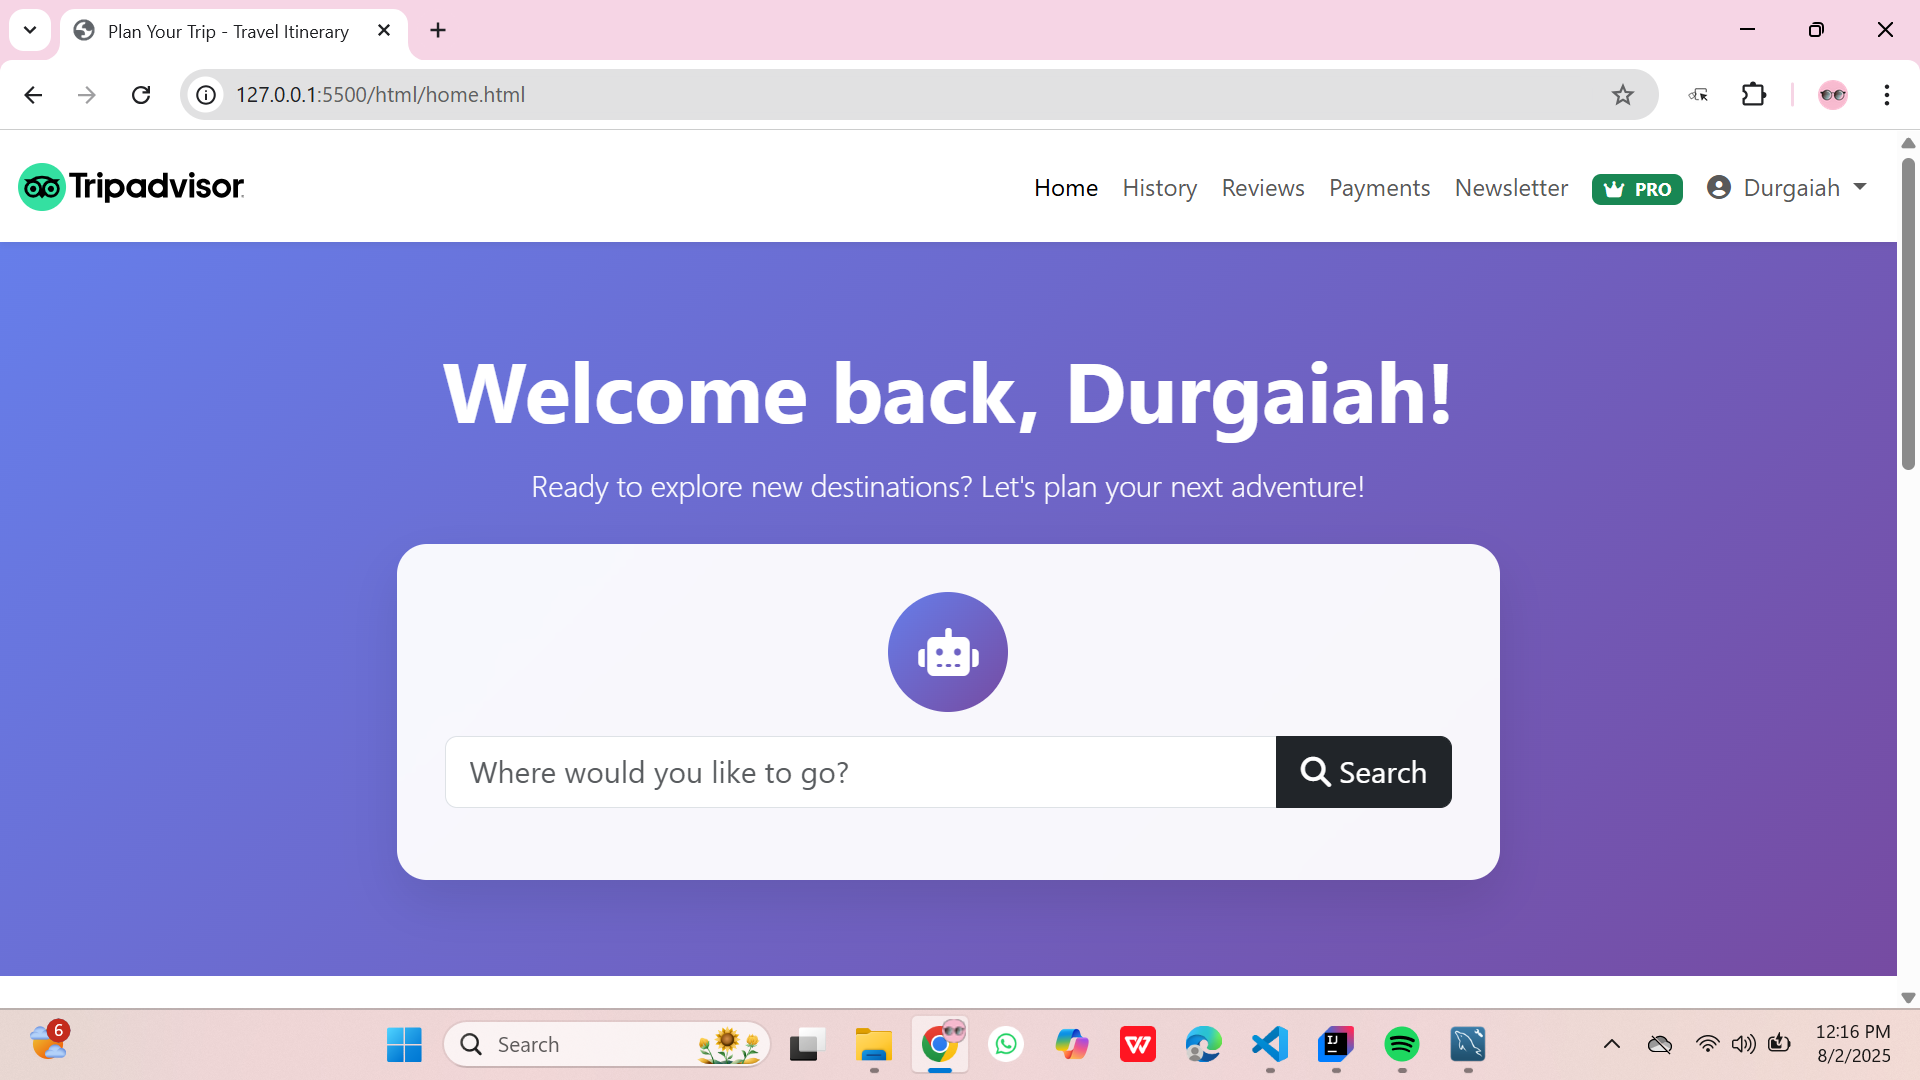 Plan Your Trip - Travel Itinerary
127.0.0.1:5500/html/home.html
Tripadvisor
Home History Reviews Payments Newsletter PRO Durgaiah
Welcome back, Durgaiah!
Ready to explore new destinations? Let's plan your next adventure!
Where would you like to go? Search
6
Search
W
IJ
12:16 PM
8/2/2025